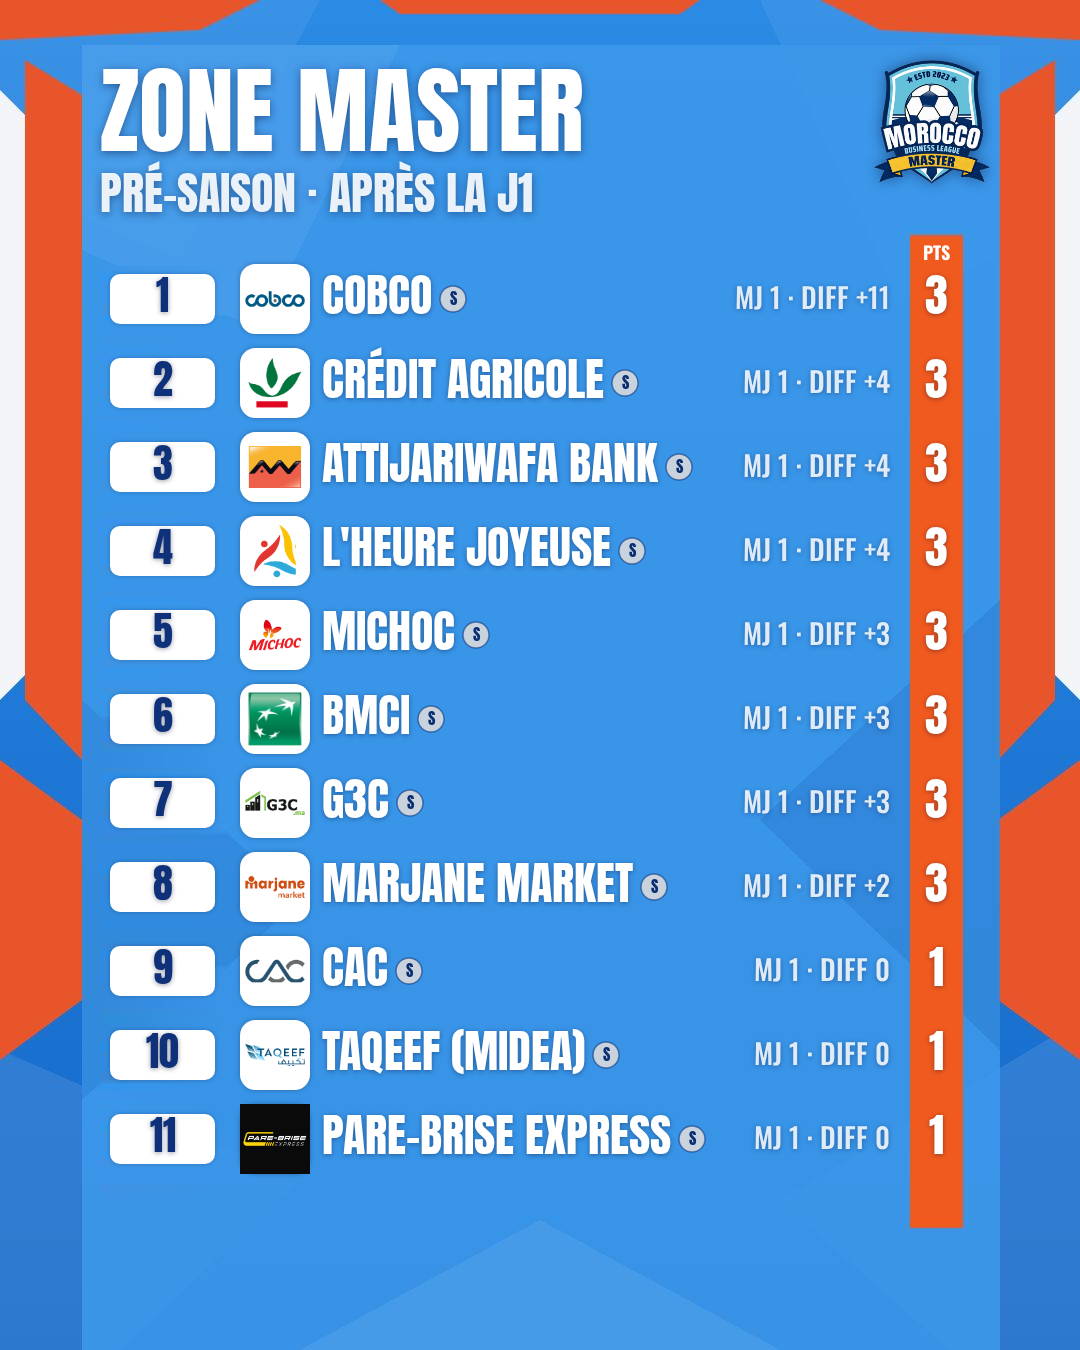 ZONE MASTER
PRÉ-SAISON · APRÈS LA J1
★ ESTD 2023 ★
MOROCCO
BUSINESS LEAGUE
MASTER
PTS
1 cobco COBCO S MJ 1 · DIFF +11 3
2 CRÉDIT AGRICOLE S MJ 1 · DIFF +4 3
3 ATTIJARIWAFA BANK S MJ 1 · DIFF +4 3
4 L'HEURE JOYEUSE S MJ 1 · DIFF +4 3
5 MICHOC MICHOC S MJ 1 · DIFF +3 3
6 BMCI S MJ 1 · DIFF +3 3
7 G3C .ma G3C S MJ 1 · DIFF +3 3
8 marjane market MARJANE MARKET S MJ 1 · DIFF +2 3
9 CAC CAC S MJ 1 · DIFF 0 1
10 TAQEEF تكييف TAQEEF (MIDEA) S MJ 1 · DIFF 0 1
11 PARE-BRISE EXPRESS PARE-BRISE EXPRESS S MJ 1 · DIFF 0 1